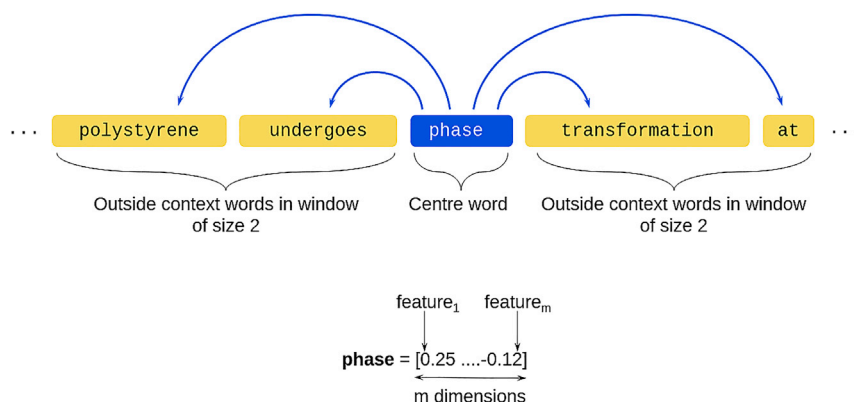 ... polystyrene undergoes phase transformation at ..
Outside context words in window of size 2 Centre word Outside context words in window of size 2
feature1 featurem
phase = [0.25 ....-0.12]
m dimensions